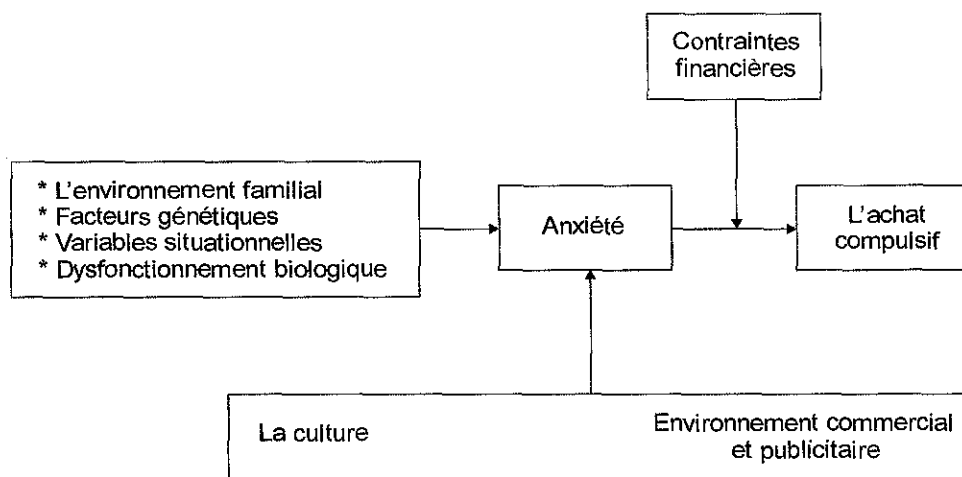 Contraintes
financières
* L'environnement familial
* Facteurs génétiques
* Variables situationnelles
* Dysfonctionnement biologique
Anxiété
L'achat
compulsif
La culture
Environnement commercial
et publicitaire